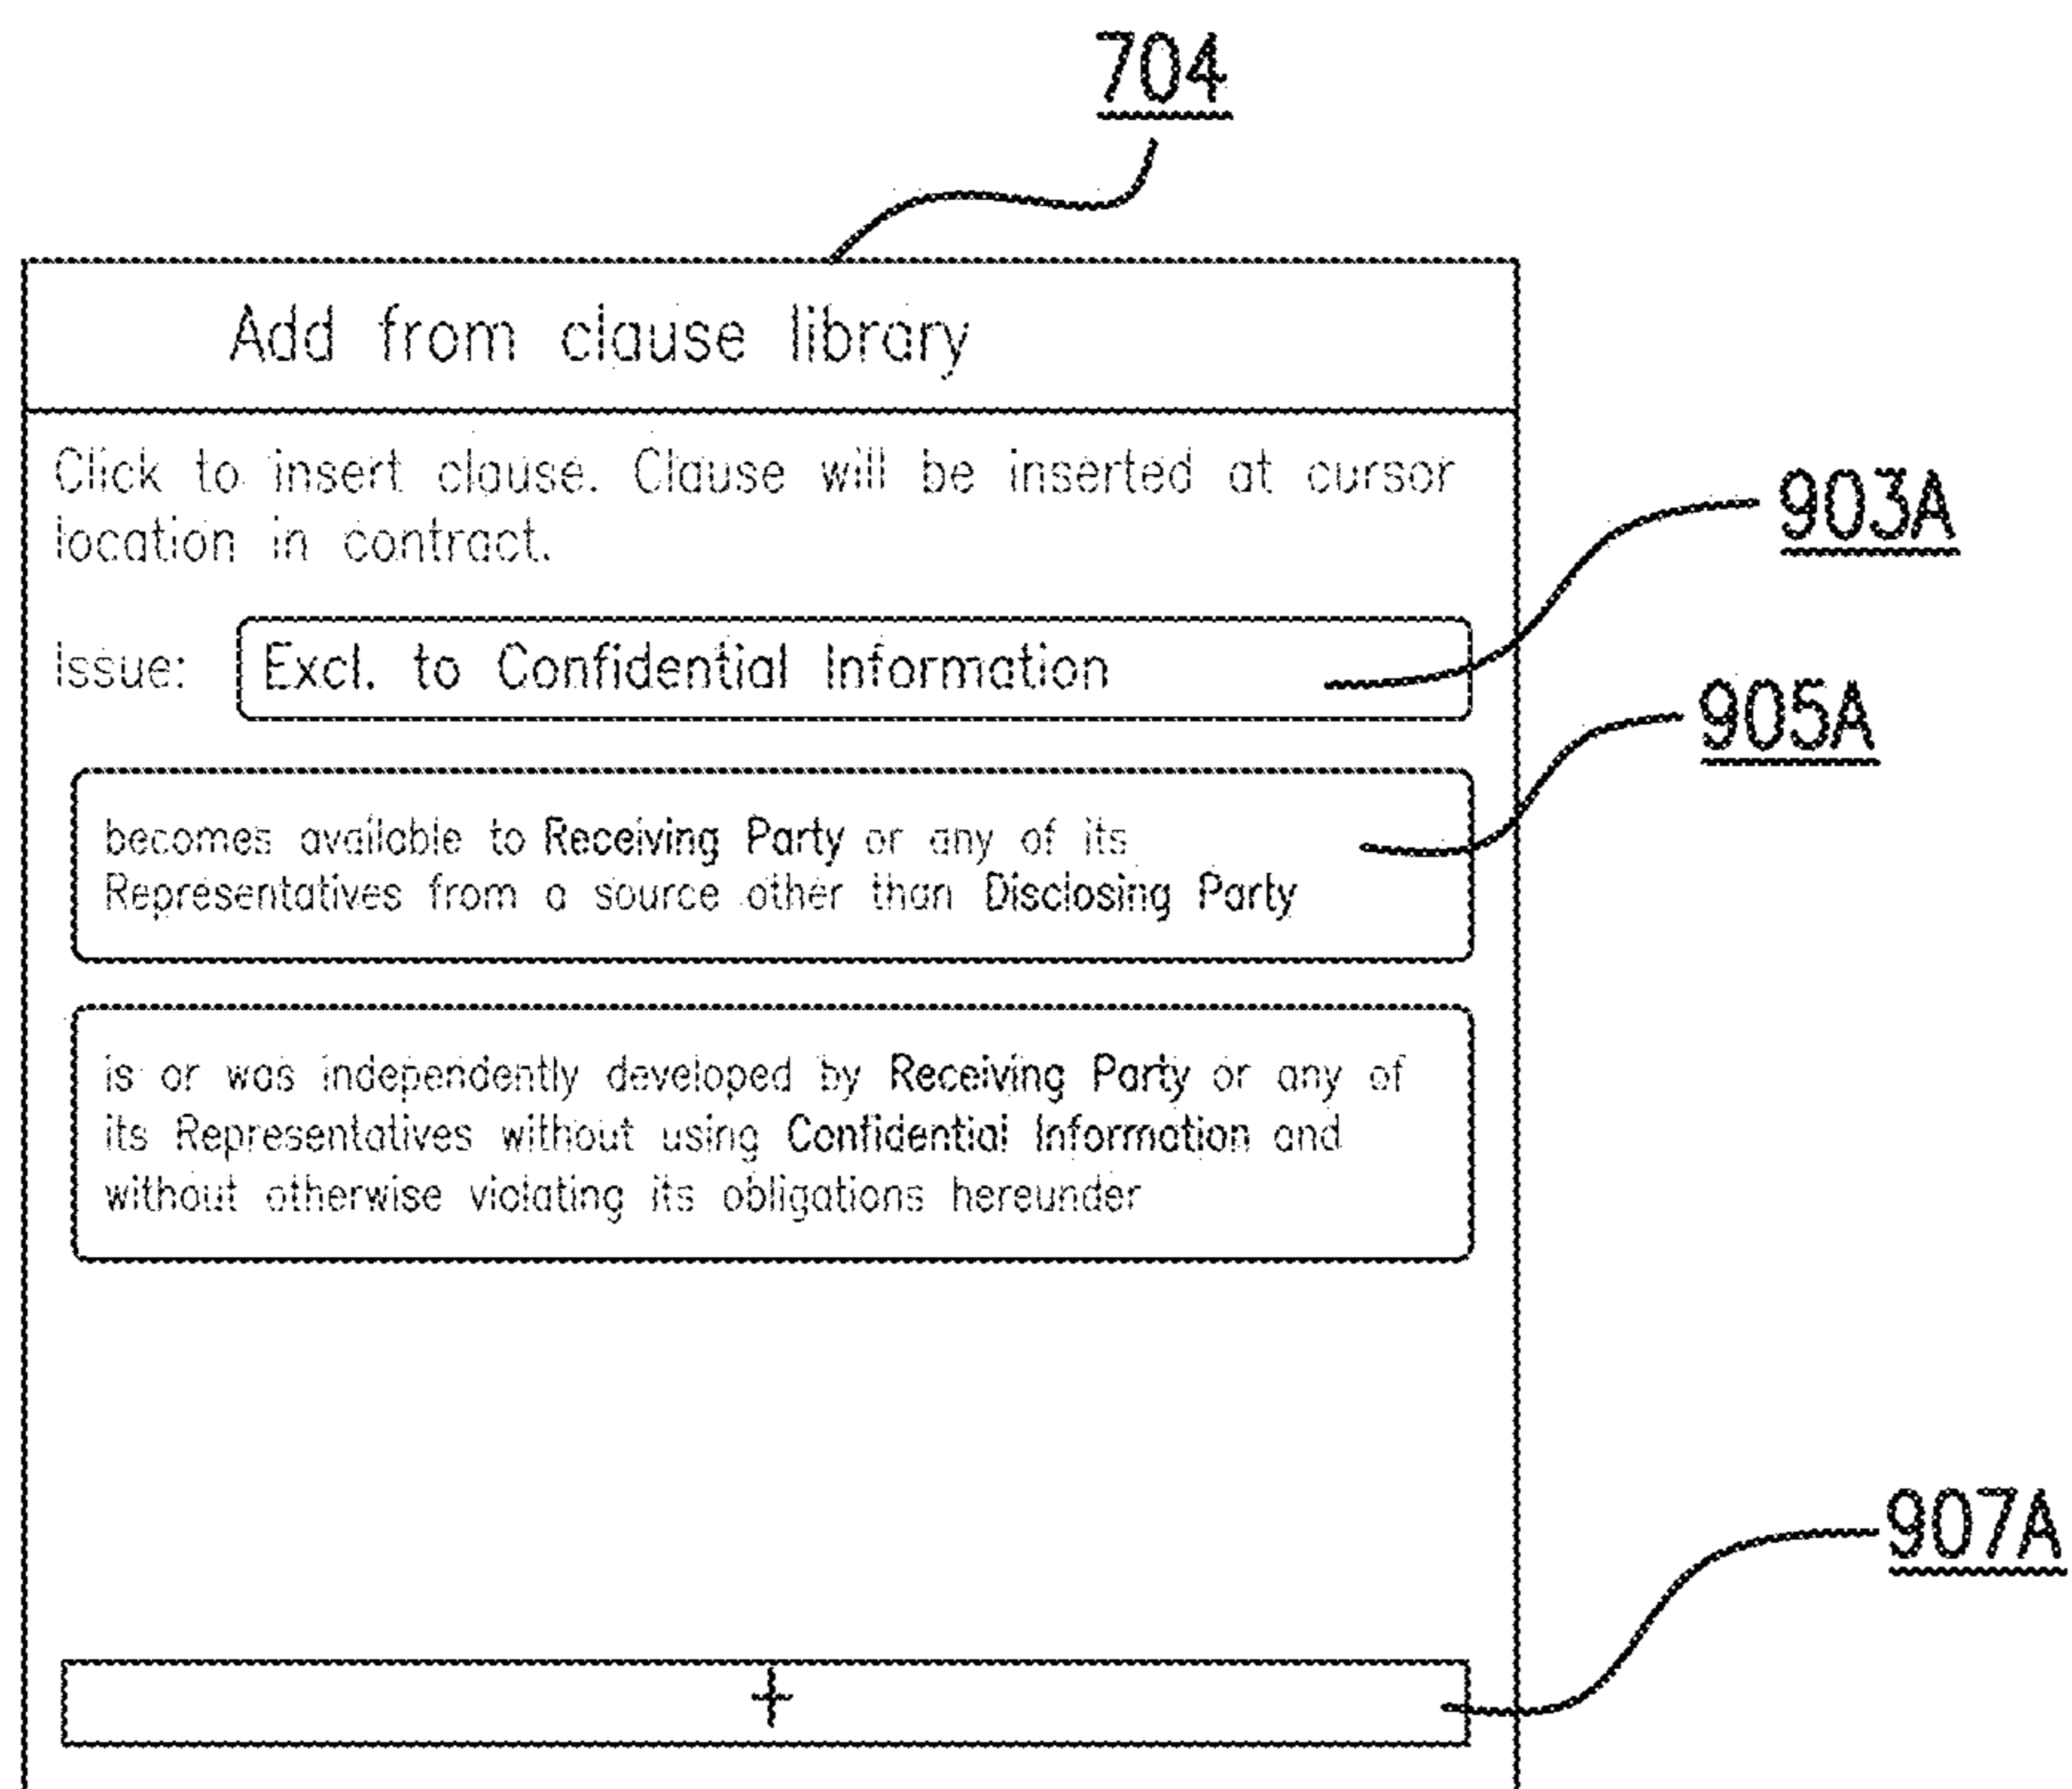 704
Add from clause library
Click to insert clause. Clause will be inserted at cursor
location in contract.
903A
Issue: Excl. to Confidential Information
905A
becomes available to Receiving Party or any of its
Representatives from a source other than Disclosing Party
is or was independently developed by Receiving Party or any of
its Representatives without using Confidential Information and
without otherwise violating its obligations hereunder
907A
+